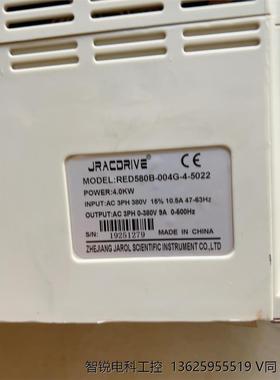 JRACDRIVE CE
MODEL:RED580B-004G-4-5022
POWER:4.0KW
INPUT:AC 3PH 380V 15% 10.5A 47-63Hz
OUTPUT:AC 3PH 0-380V 9A 0-600Hz
S/N: 19251279 MADE IN CHINA
ZHEJIANG JAROL SCIENTIFIC INSTRUMENT CO.,LTD
智锐电科工控 13625955519 V同